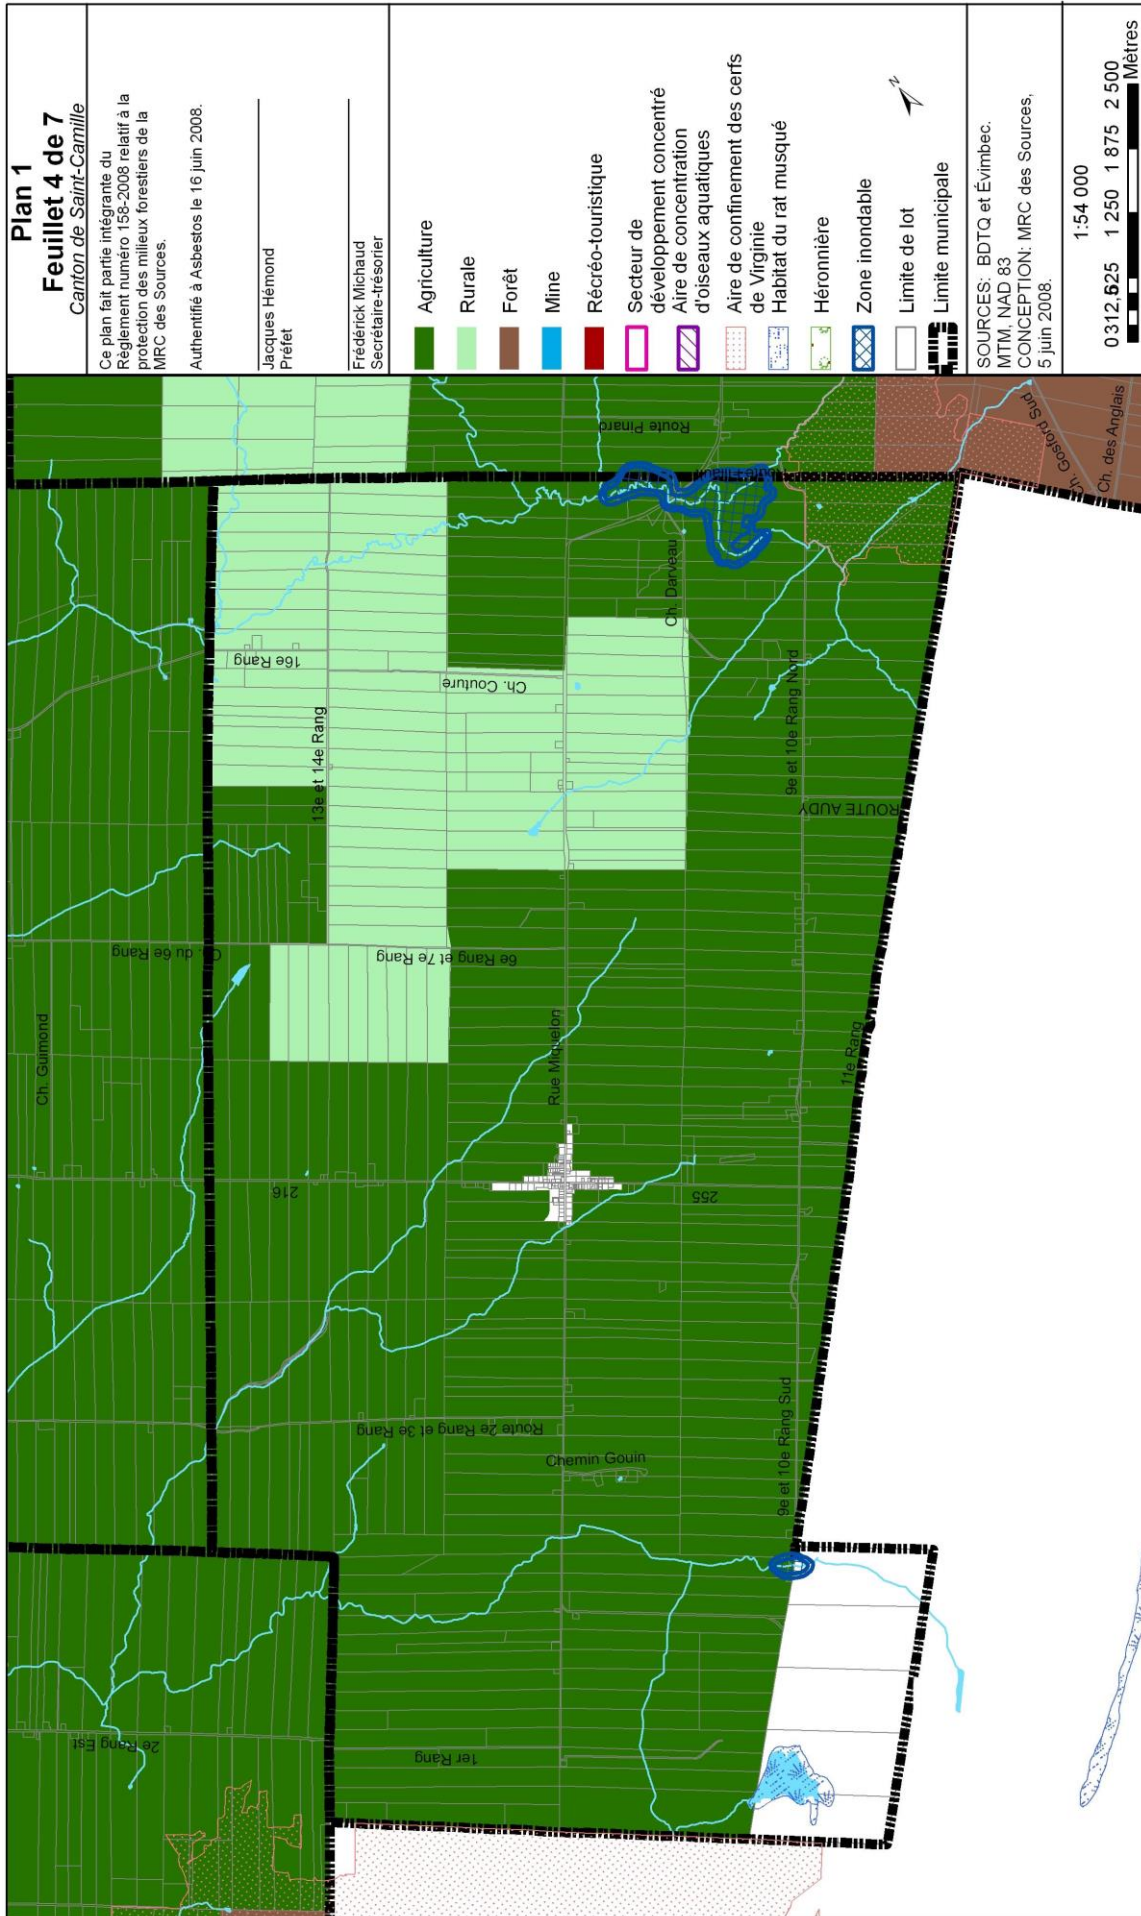 Plan 1
Feuillet 4 de 7
Canton de Saint-Camille
Ce plan fait partie intégrante du
Règlement numéro 158-2008 relatif à la
protection des milieux forestiers de la
MRC des Sources.
Authentifié à Asbestos le 16 juin 2008.
Jacques Hémond
Préfet
Frédérick Michaud
Secrétaire-trésorier
Agriculture
Rurale
Forêt
Mine
Récréo-touristique
Secteur de
développement concentré
Aire de concentration
d'oiseaux aquatiques
Aire de confinement des cerfs
de Virginie
Habitat du rat musqué
Héronnière
Zone inondable
Limite de lot
Limite municipale
N
SOURCES: BDTQ et Évimbec.
MTM, NAD 83
CONCEPTION: MRC des Sources,
5 juin 2008.
1:54 000
0 312,5 625 1 250 1 875 2 500
Mètres
Ch. Guimond
2e Rang Est
Ch. du 6e Rang
216
16e Rang
13e et 14e Rang
1er Rang
Route 2e Rang et 3e Rang
6e Rang et 7e Rang
Ch. Couture
Chemin Gouin
Rue Miquelon
Route Pinard
Ch. Darveau
255
9e et 10e Rang Sud
9e et 10e Rang Nord
ROUTE AUDY
11e Rang
Ch. Gosford Sud
Ch. des Anglais